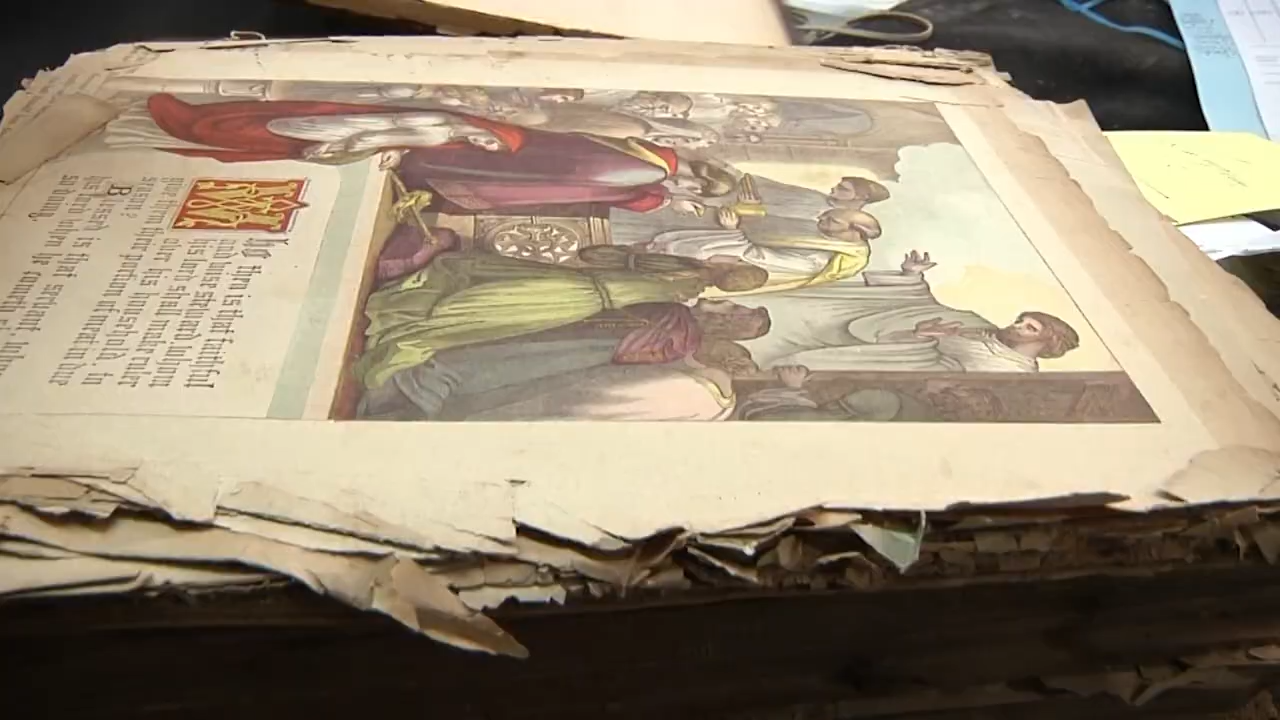 WHO then is that faithful
and wise steward, whom
his lord shall make ruler
over his household, to
give them their portion of meat in due
season?
Blessed is that servant, whom
his lord when he cometh
so doing